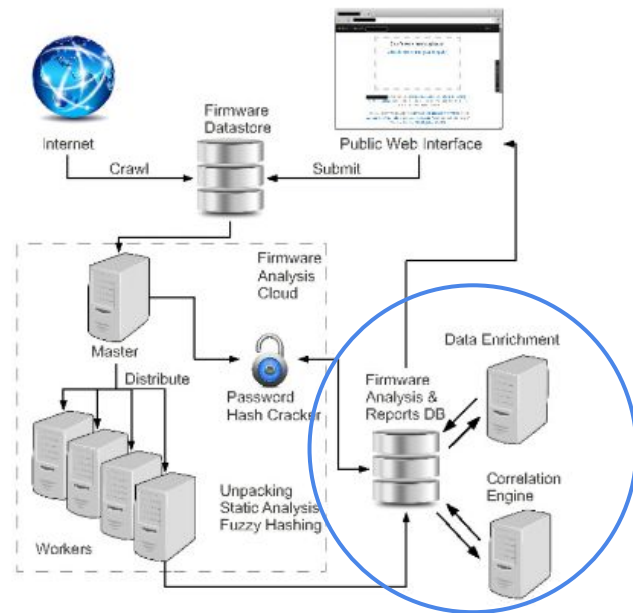 Internet
Crawl
Firmware
Datastore
Submit
Public Web Interface
Firmware
Analysis
Cloud
Master
Distribute
Password
Hash Cracker
Workers
Unpacking
Static Analysis
Fuzzy Hashing
Data Enrichment
Firmware
Analysis &
Reports DB
Correlation
Engine